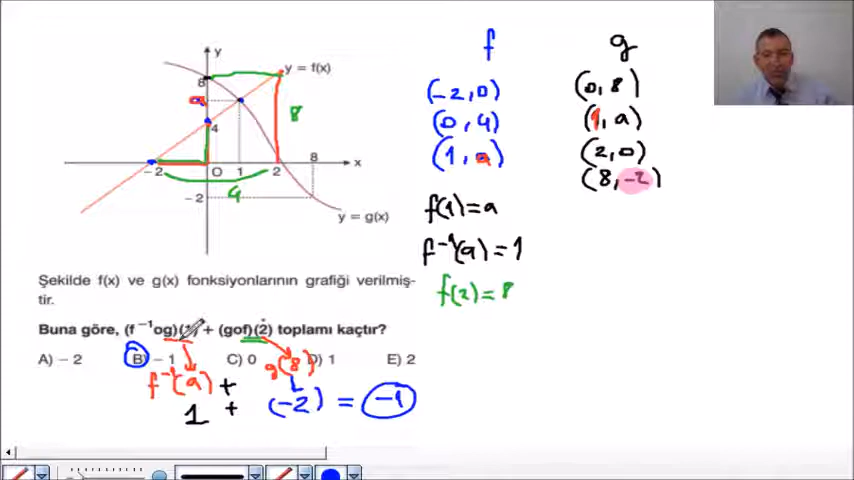 f
g
y
y = f(x)
8
a
8
4
-2
O
1
2
8
x
4
-2
y = g(x)
(-2, 0)
(0, 4)
(1, a)
(0, 8)
(1, a)
(2, 0)
(8, -2)
f(1) = a
f⁻¹(a) = 1
f(2) = 8
Şekilde f(x) ve g(x) fonksiyonlarının grafiği verilmiş-
tir.
Buna göre, (f⁻¹og)( + (gof)(2) toplamı kaçtır?
A) – 2 B) – 1 C) 0 D) 1 E) 2
f⁻¹(a) + g(8)
1 + (-2) = -1